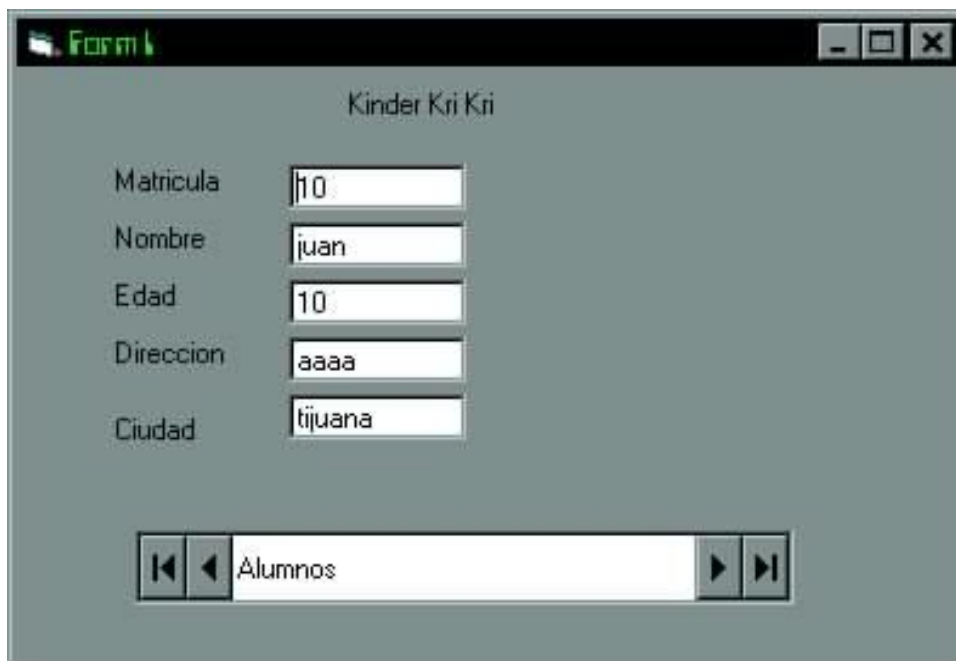 Form1
Kinder Kri Kri
Matricula 10
Nombre juan
Edad 10
Direccion aaaa
Ciudad tijuana
Alumnos